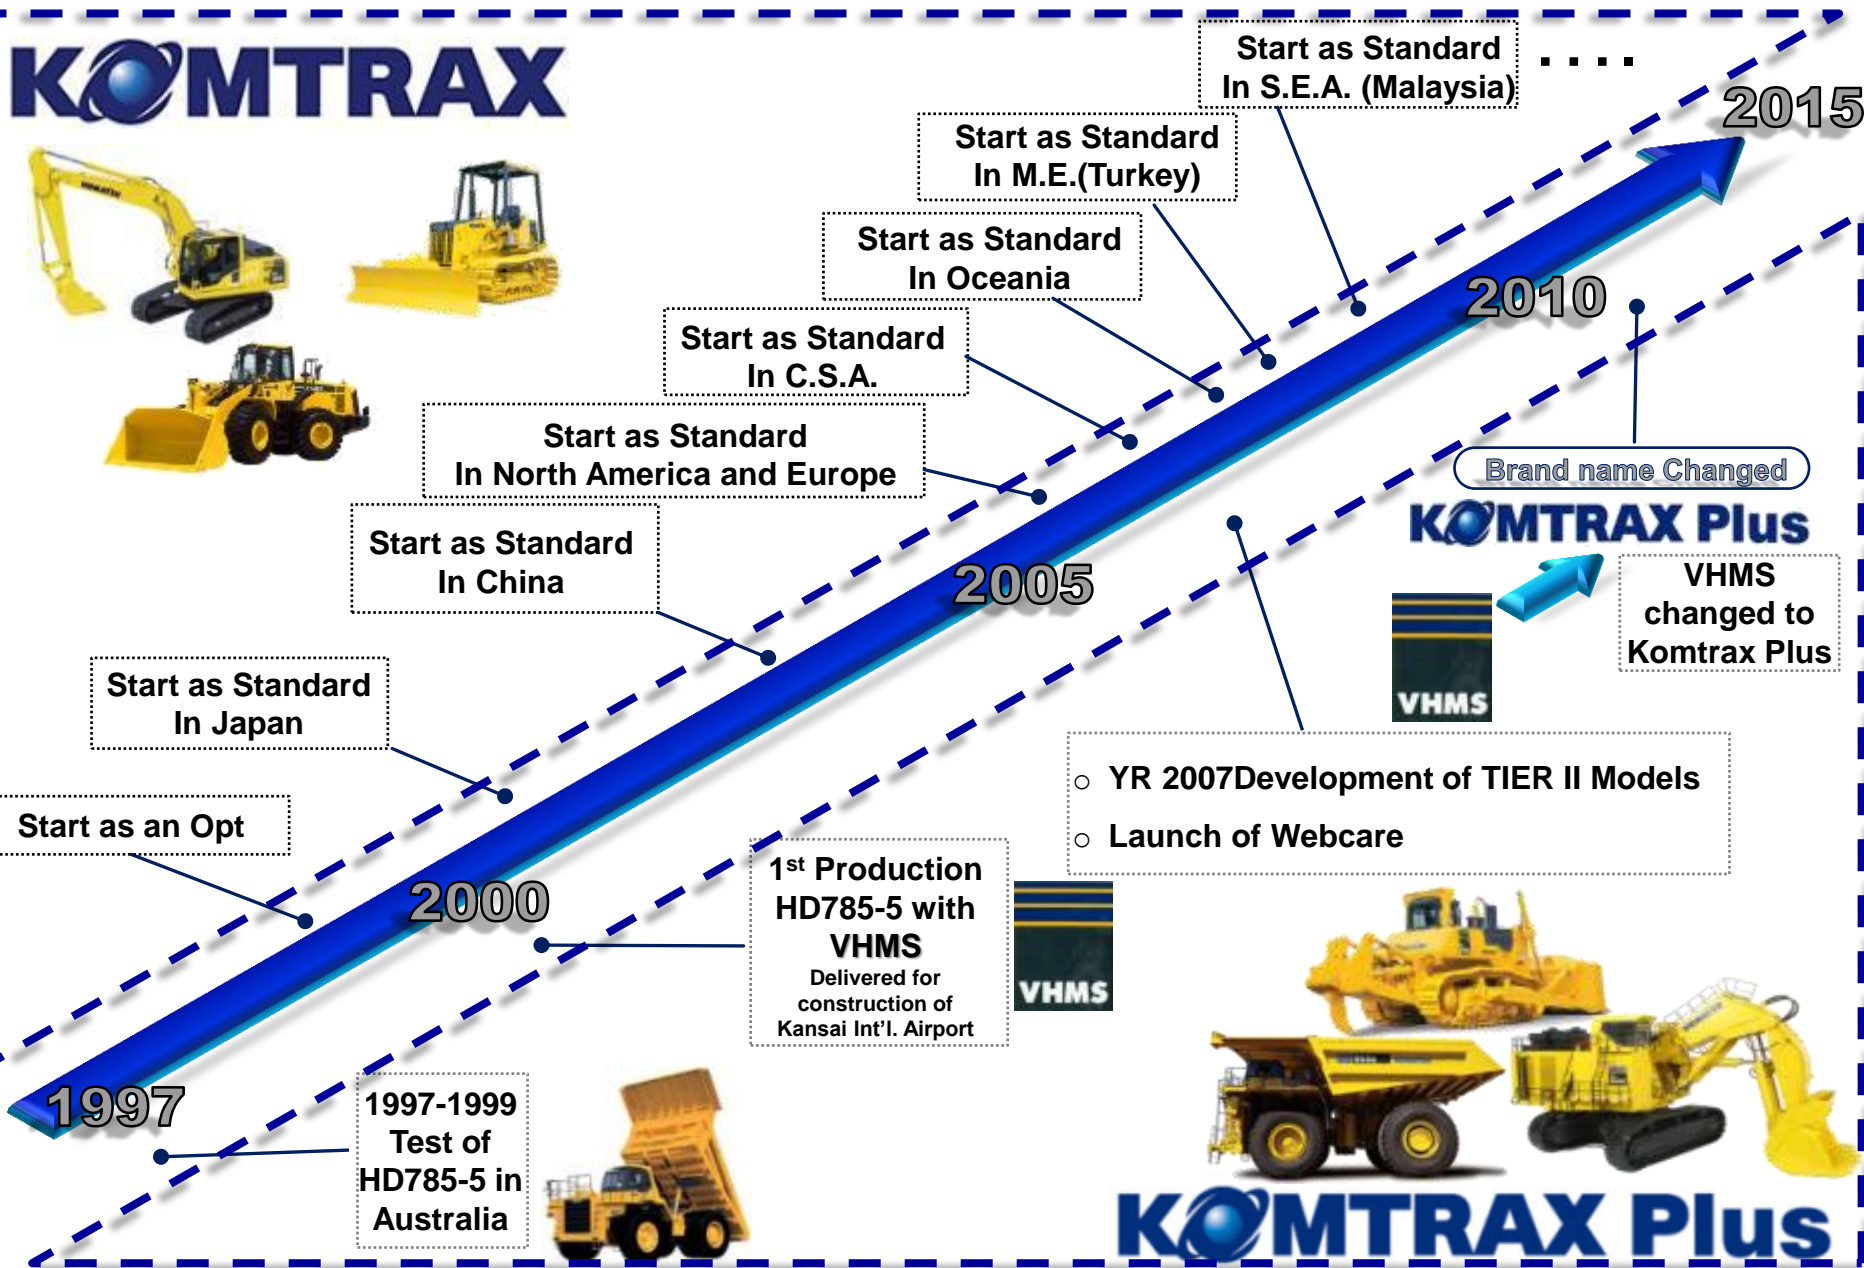 KOMTRAX
Start as Standard
In S.E.A. (Malaysia)
. . . .
2015
Start as Standard
In M.E.(Turkey)
Start as Standard
In Oceania
2010
Start as Standard
In C.S.A.
Start as Standard
In North America and Europe
Brand name Changed
KOMTRAX Plus
Start as Standard
In China
2005
VHMS
changed to
Komtrax Plus
VHMS
Start as Standard
In Japan
○ YR 2007Development of TIER II Models
○ Launch of Webcare
Start as an Opt
2000
1st Production
HD785-5 with
VHMS
Delivered for
construction of
Kansai Int’l. Airport
VHMS
1997
1997-1999
Test of
HD785-5 in
Australia
KOMTRAX Plus